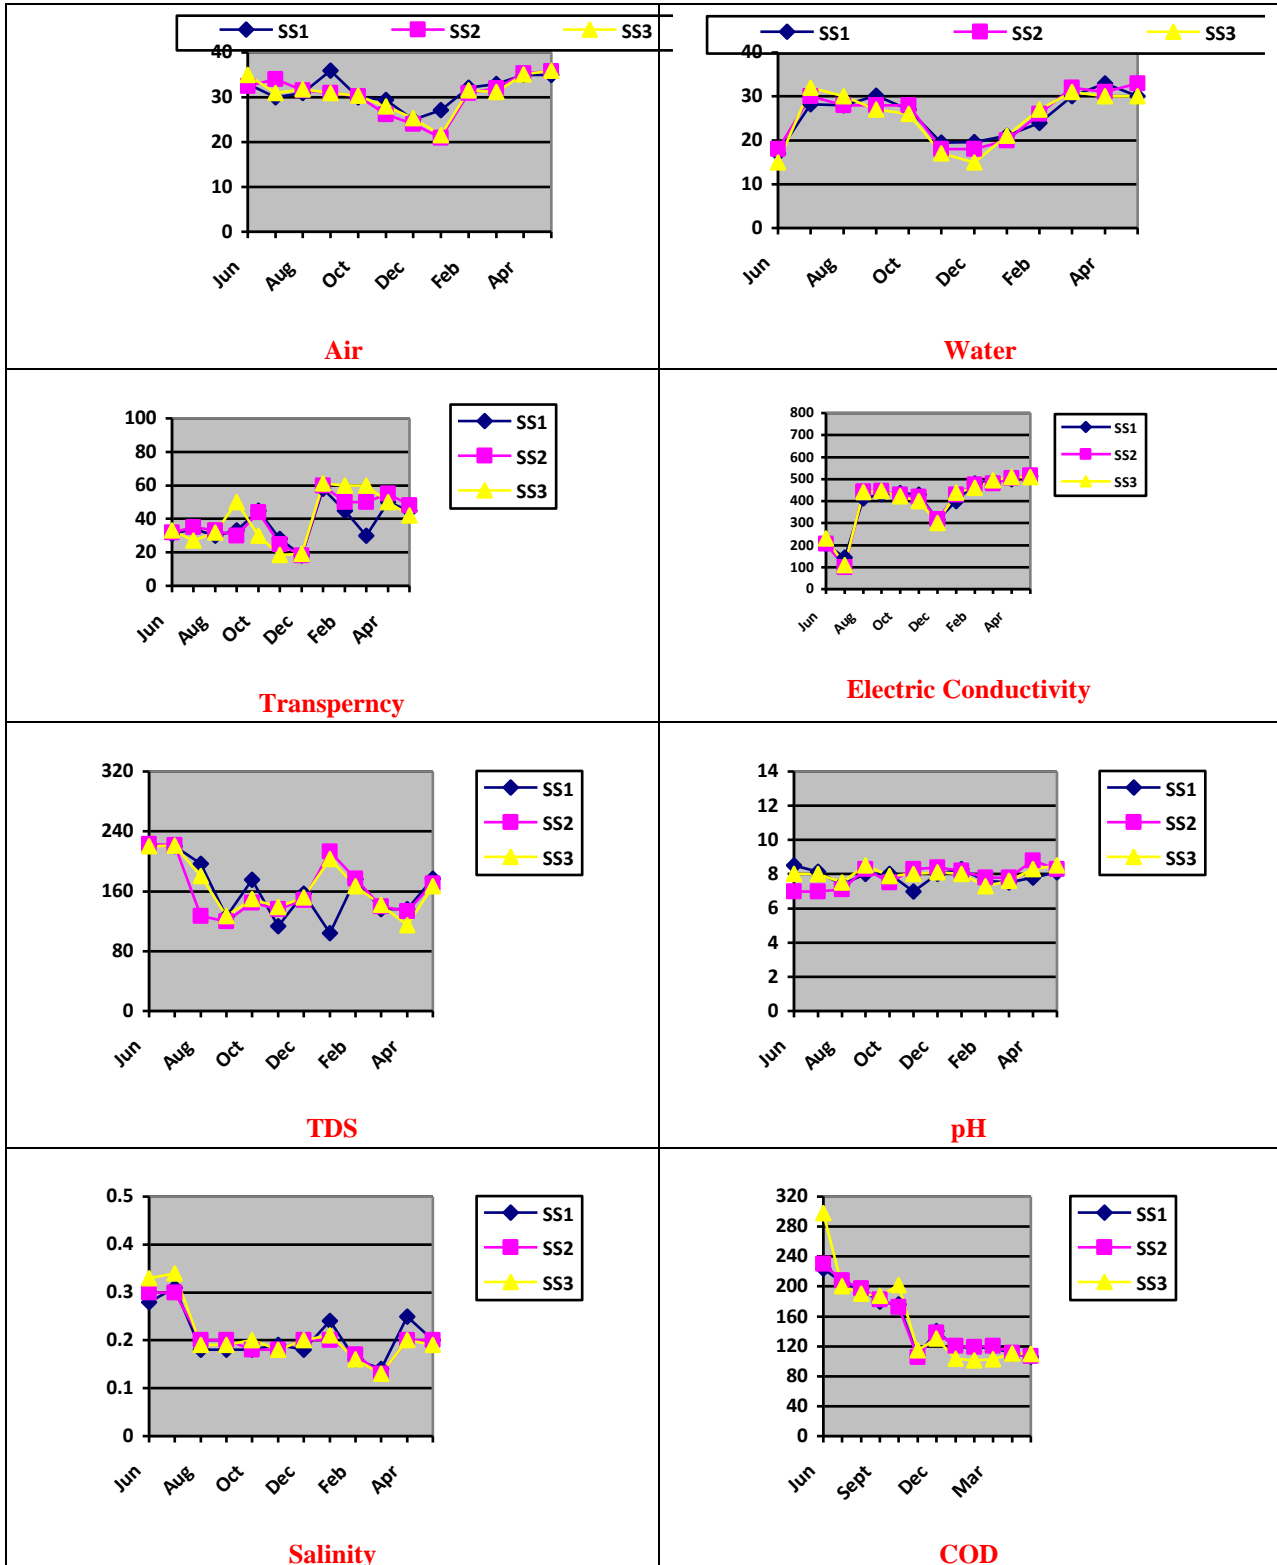 SS1 SS2 SS3
40
30
20
10
0
Jun Aug Oct Dec Feb Apr
Air
SS1 SS2 SS3
40
30
20
10
0
Jun Aug Oct Dec Feb Apr
Water
100
80
60
40
20
0
Jun Aug Oct Dec Feb Apr
SS1
SS2
SS3
Transperncy
800
700
600
500
400
300
200
100
0
Jun Aug Oct Dec Feb Apr
SS1
SS2
SS3
Electric Conductivity
320
240
160
80
0
Jun Aug Oct Dec Feb Apr
SS1
SS2
SS3
TDS
14
12
10
8
6
4
2
0
Jun Aug Oct Dec Feb Apr
SS1
SS2
SS3
pH
0.5
0.4
0.3
0.2
0.1
0
Jun Aug Oct Dec Feb Apr
SS1
SS2
SS3
Salinity
320
280
240
200
160
120
80
40
0
Jun Sept Dec Mar
SS1
SS2
SS3
COD